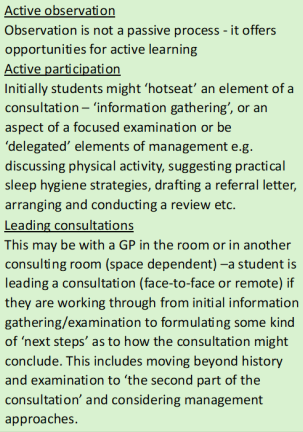 Active observation
Observation is not a passive process - it offers
opportunities for active learning
Active participation
Initially students might ‘hotseat’ an element of a
consultation – ‘information gathering’, or an
aspect of a focused examination or be
‘delegated’ elements of management e.g.
discussing physical activity, suggesting practical
sleep hygiene strategies, drafting a referral letter,
arranging and conducting a review etc.
Leading consultations
This may be with a GP in the room or in another
consulting room (space dependent) –a student is
leading a consultation (face-to-face or remote) if
they are working through from initial information
gathering/examination to formulating some kind
of ‘next steps’ as to how the consultation might
conclude. This includes moving beyond history
and examination to ‘the second part of the
consultation’ and considering management
approaches.